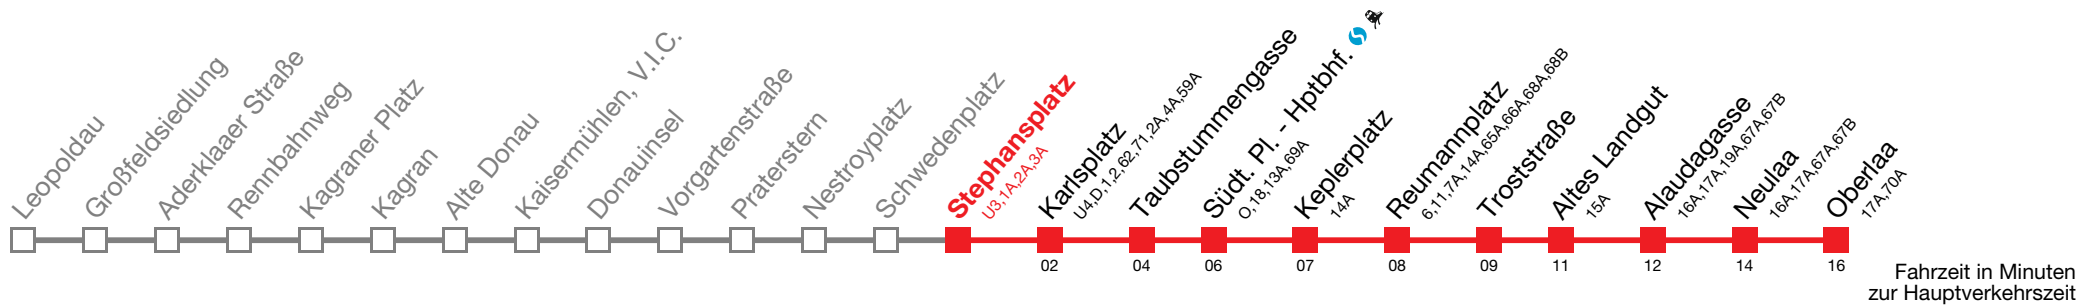 Leopoldau
Großfeldsiedlung
Aderklaaer Straße
Rennbahnweg
Kagraner Platz
Kagran
Alte Donau
Kaisermühlen, V.I.C.
Donauinsel
Vorgartenstraße
Praterstern
Nestroyplatz
Schwedenplatz
Stephansplatz
U3,1A,2A,3A
Karlsplatz
U4,D,1,2,62,71,2A,4A,59A
02
Taubstummengasse
04
Südt. Pl. - Hptbhf.
O,18,13A,69A
06
Keplerplatz
14A
07
Reumannplatz
6,11,7A,14A,65A,66A,68A,68B
08
Troststraße
09
Altes Landgut
15A
11
Alaudagasse
16A,17A,19A,67A,67B
12
Neulaa
16A,17A,67A,67B
14
Oberlaa
17A,70A
16
Fahrzeit in Minuten
zur Hauptverkehrszeit